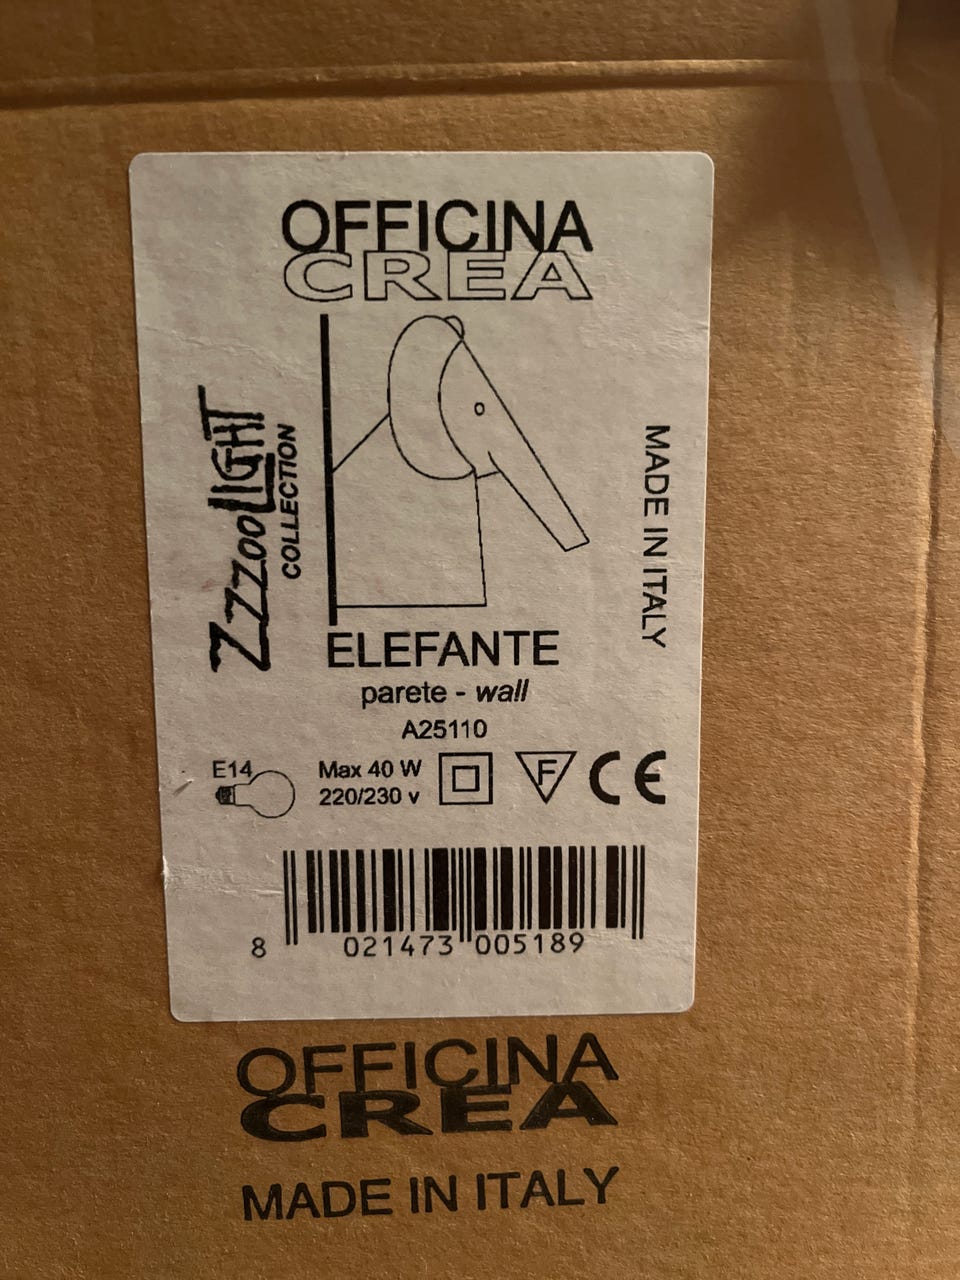 OFFICINA
CREA
ZzzooLIGHT
COLLECTION
MADE IN ITALY
ELEFANTE
parete - wall
A25110
E14
Max 40 W
220/230 v
F
CE
8 021473 005189
OFFICINA
CREA
MADE IN ITALY